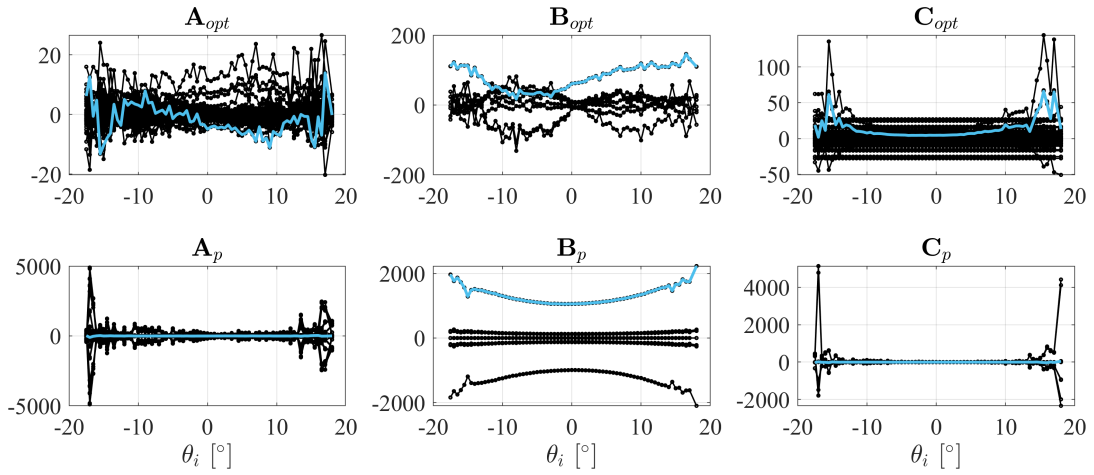 A_opt B_opt C_opt
20 0 -20
200 0 -200
100 50 0 -50
-20 -10 0 10 20 -20 -10 0 10 20 -20 -10 0 10 20
A_p B_p C_p
5000 0 -5000
2000 0 -2000
4000 2000 0 -2000
-20 -10 0 10 20 -20 -10 0 10 20 -20 -10 0 10 20
θ_i [°] θ_i [°] θ_i [°]